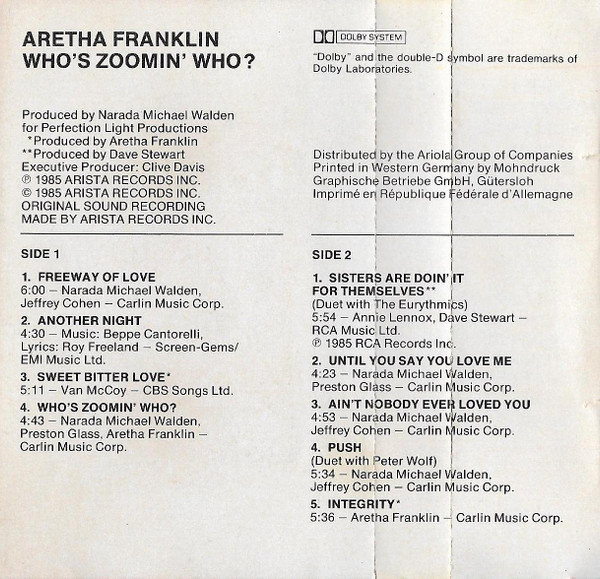 ARETHA FRANKLIN
WHO'S ZOOMIN' WHO?
Produced by Narada Michael Walden
for Perfection Light Productions
*Produced by Aretha Franklin
**Produced by Dave Stewart
Executive Producer: Clive Davis
℗ 1985 ARISTA RECORDS INC.
© 1985 ARISTA RECORDS INC.
ORIGINAL SOUND RECORDING
MADE BY ARISTA RECORDS INC.
DOLBY SYSTEM
"Dolby" and the double-D symbol are trademarks of
Dolby Laboratories.
Distributed by the Ariola Group of Companies
Printed in Western Germany by Mohndruck
Graphische Betriebe GmbH, Gütersloh
Imprimé en République Fédérale d'Allemagne
SIDE 1
1. FREEWAY OF LOVE
6:00 – Narada Michael Walden,
Jeffrey Cohen – Carlin Music Corp.
2. ANOTHER NIGHT
4:30 – Music: Beppe Cantorelli,
Lyrics: Roy Freeland – Screen-Gems/
EMI Music Ltd.
3. SWEET BITTER LOVE*
5:11 – Van McCoy – CBS Songs Ltd.
4. WHO'S ZOOMIN' WHO?
4:43 – Narada Michael Walden,
Preston Glass, Aretha Franklin –
Carlin Music Corp.
SIDE 2
1. SISTERS ARE DOIN' IT
FOR THEMSELVES**
(Duet with The Eurythmics)
5:54 – Annie Lennox, Dave Stewart –
RCA Music Ltd.
℗ 1985 RCA Records Inc.
2. UNTIL YOU SAY YOU LOVE ME
4:23 – Narada Michael Walden,
Preston Glass – Carlin Music Corp.
3. AIN'T NOBODY EVER LOVED YOU
4:53 – Narada Michael Walden,
Jeffrey Cohen – Carlin Music Corp.
4. PUSH
(Duet with Peter Wolf)
5:34 – Narada Michael Walden,
Jeffrey Cohen – Carlin Music Corp.
5. INTEGRITY*
5:36 – Aretha Franklin – Carlin Music Corp.